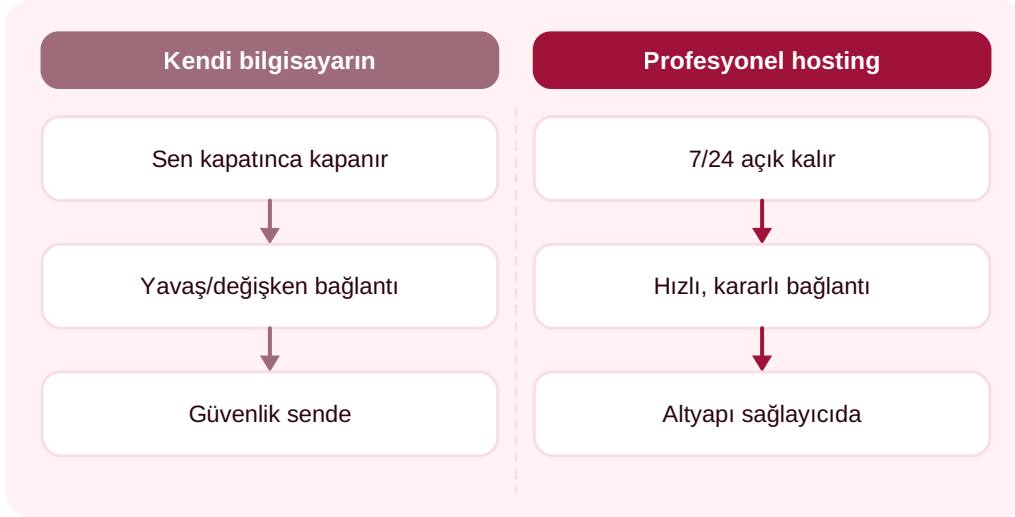 Kendi bilgisayarın
Profesyonel hosting
Sen kapatınca kapanır
7/24 açık kalır
Yavaş/değişken bağlantı
Hızlı, kararlı bağlantı
Güvenlik sende
Altyapı sağlayıcıda